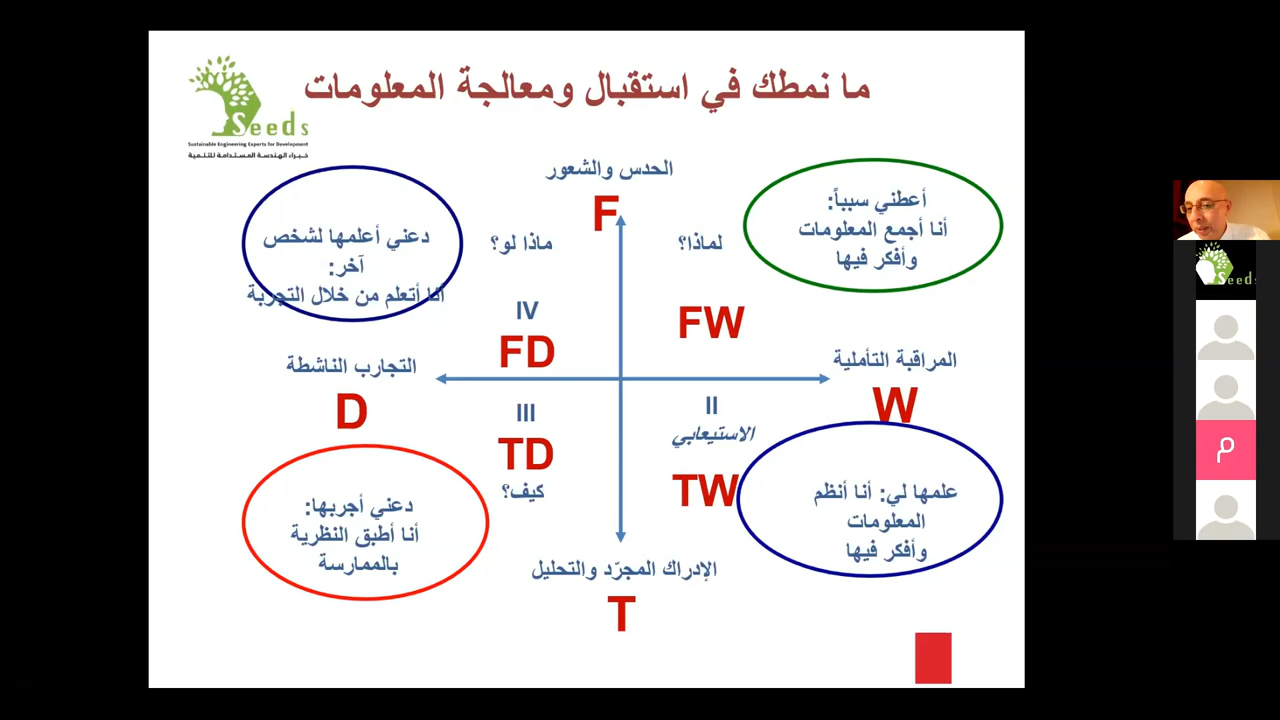 ما نمطك في استقبال ومعالجة المعلومات
Seeds
Sustainable Engineering Experts for Development
خبراء الهندسة المستدامة للتنمية
الحدس والشعور
F
أعطني سبباً:
أنا أجمع المعلومات
وأفكر فيها
لماذا؟
FW
ماذا لو؟
IV
FD
دعني أعلمها لشخص
آخر:
أنا أتعلم من خلال التجربة
المراقبة التأملية
W
التجارب الناشطة
D
II
الاستيعابي
TW
علمها لي: أنا أنظم
المعلومات
وأفكر فيها
III
TD
كيف؟
دعني أجربها:
أنا أطبق النظرية
بالممارسة
الإدراك المجرّد والتحليل
T
Seeds
م